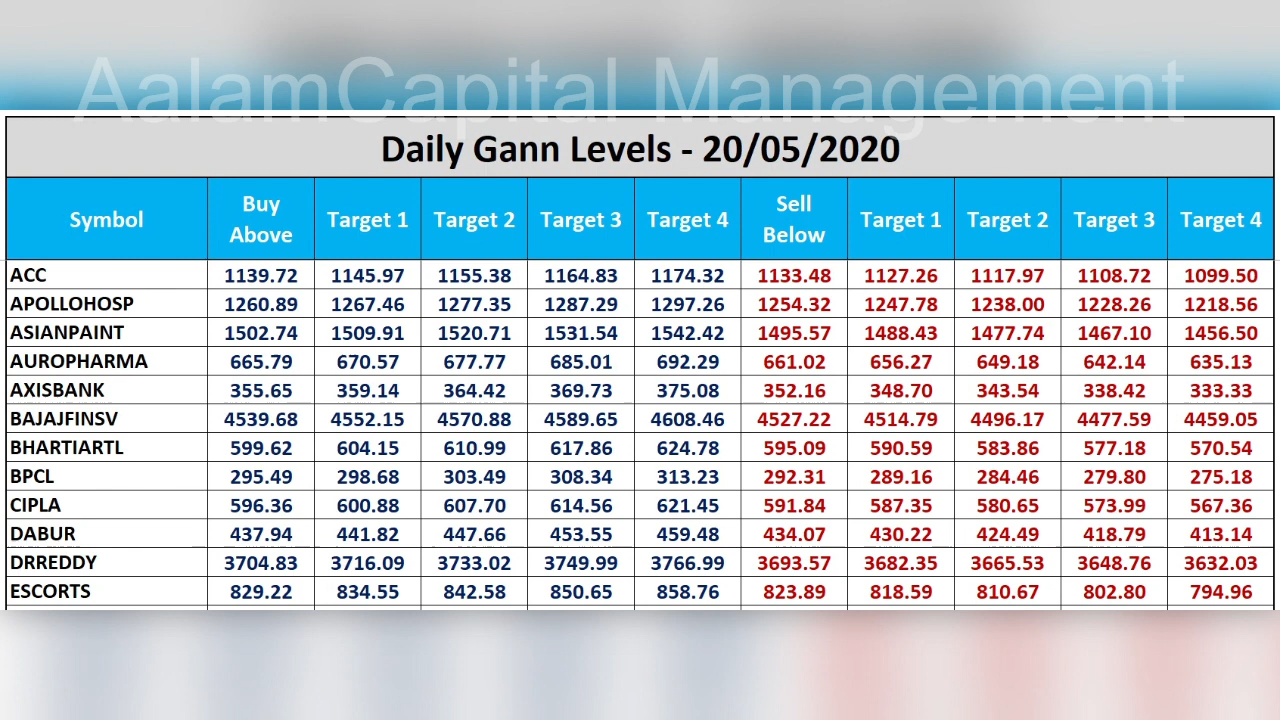 AalamCapital Management
Daily Gann Levels - 20/05/2020
Symbol Buy Above Target 1 Target 2 Target 3 Target 4 Sell Below Target 1 Target 2 Target 3 Target 4
ACC 1139.72 1145.97 1155.38 1164.83 1174.32 1133.48 1127.26 1117.97 1108.72 1099.50
APOLLOHOSP 1260.89 1267.46 1277.35 1287.29 1297.26 1254.32 1247.78 1238.00 1228.26 1218.56
ASIANPAINT 1502.74 1509.91 1520.71 1531.54 1542.42 1495.57 1488.43 1477.74 1467.10 1456.50
AUROPHARMA 665.79 670.57 677.77 685.01 692.29 661.02 656.27 649.18 642.14 635.13
AXISBANK 355.65 359.14 364.42 369.73 375.08 352.16 348.70 343.54 338.42 333.33
BAJAJFINSV 4539.68 4552.15 4570.88 4589.65 4608.46 4527.22 4514.79 4496.17 4477.59 4459.05
BHARTIARTL 599.62 604.15 610.99 617.86 624.78 595.09 590.59 583.86 577.18 570.54
BPCL 295.49 298.68 303.49 308.34 313.23 292.31 289.16 284.46 279.80 275.18
CIPLA 596.36 600.88 607.70 614.56 621.45 591.84 587.35 580.65 573.99 567.36
DABUR 437.94 441.82 447.66 453.55 459.48 434.07 430.22 424.49 418.79 413.14
DRREDDY 3704.83 3716.09 3733.02 3749.99 3766.99 3693.57 3682.35 3665.53 3648.76 3632.03
ESCORTS 829.22 834.55 842.58 850.65 858.76 823.89 818.59 810.67 802.80 794.96